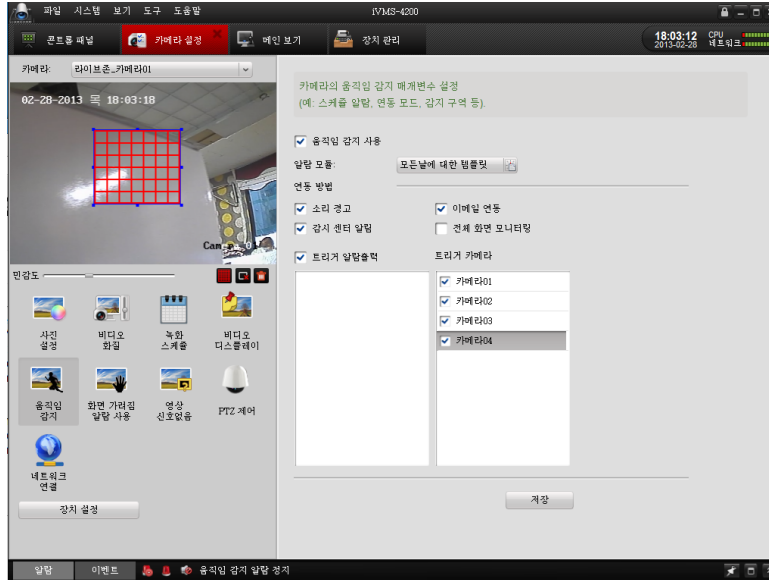 파일 시스템 보기 도구 도움말
iVMS-4200
콘트롤 패널
카메라 설정
메인 보기
장치 관리
18:03:12
2013-02-28
CPU
네트워크
카메라:
라이브존_카메라01
02-28-2013 목 18:03:18
민감도
사진
설정
비디오
화질
녹화
스케쥴
비디오
디스플레이
움직임
감지
화면 가려짐
알람 사용
영상
신호없음
PTZ 제어
네트워크
연결
장치 설정
카메라의 움직임 감지 매개변수 설정
(예: 스케쥴 알람, 연동 모드, 감지 구역 등).
움직임 감지 사용
알람 모듈:
모든날에 대한 템플릿
연동 방법
소리 경고
이메일 연동
감시 센터 알림
전체 화면 모니터링
트리거 알람출력
트리거 카메라
카메라01
카메라02
카메라03
카메라04
저장
알람
이벤트
움직임 감지 알람 정지